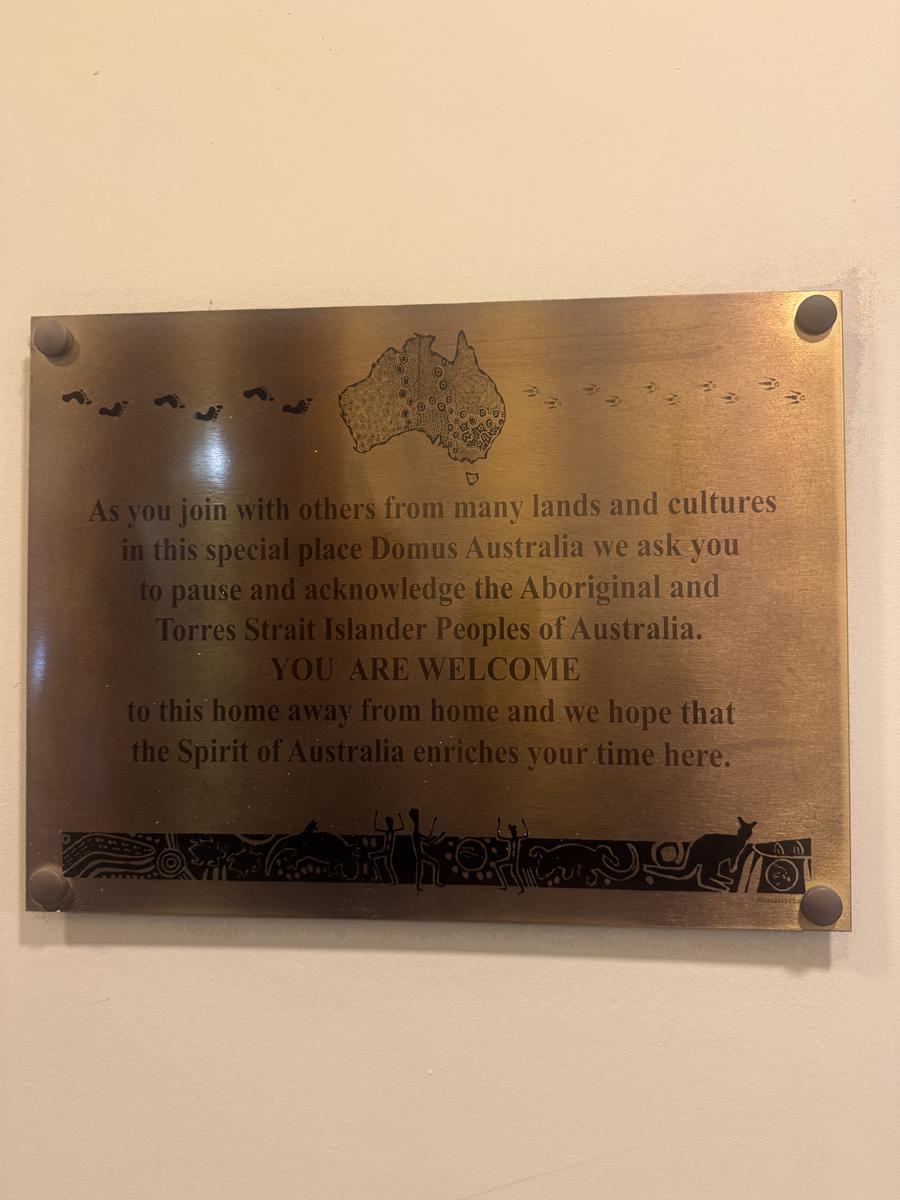 As you join with others from many lands and cultures
in this special place Domus Australia we ask you
to pause and acknowledge the Aboriginal and
Torres Strait Islander Peoples of Australia.
YOU ARE WELCOME
to this home away from home and we hope that
the Spirit of Australia enriches your time here.